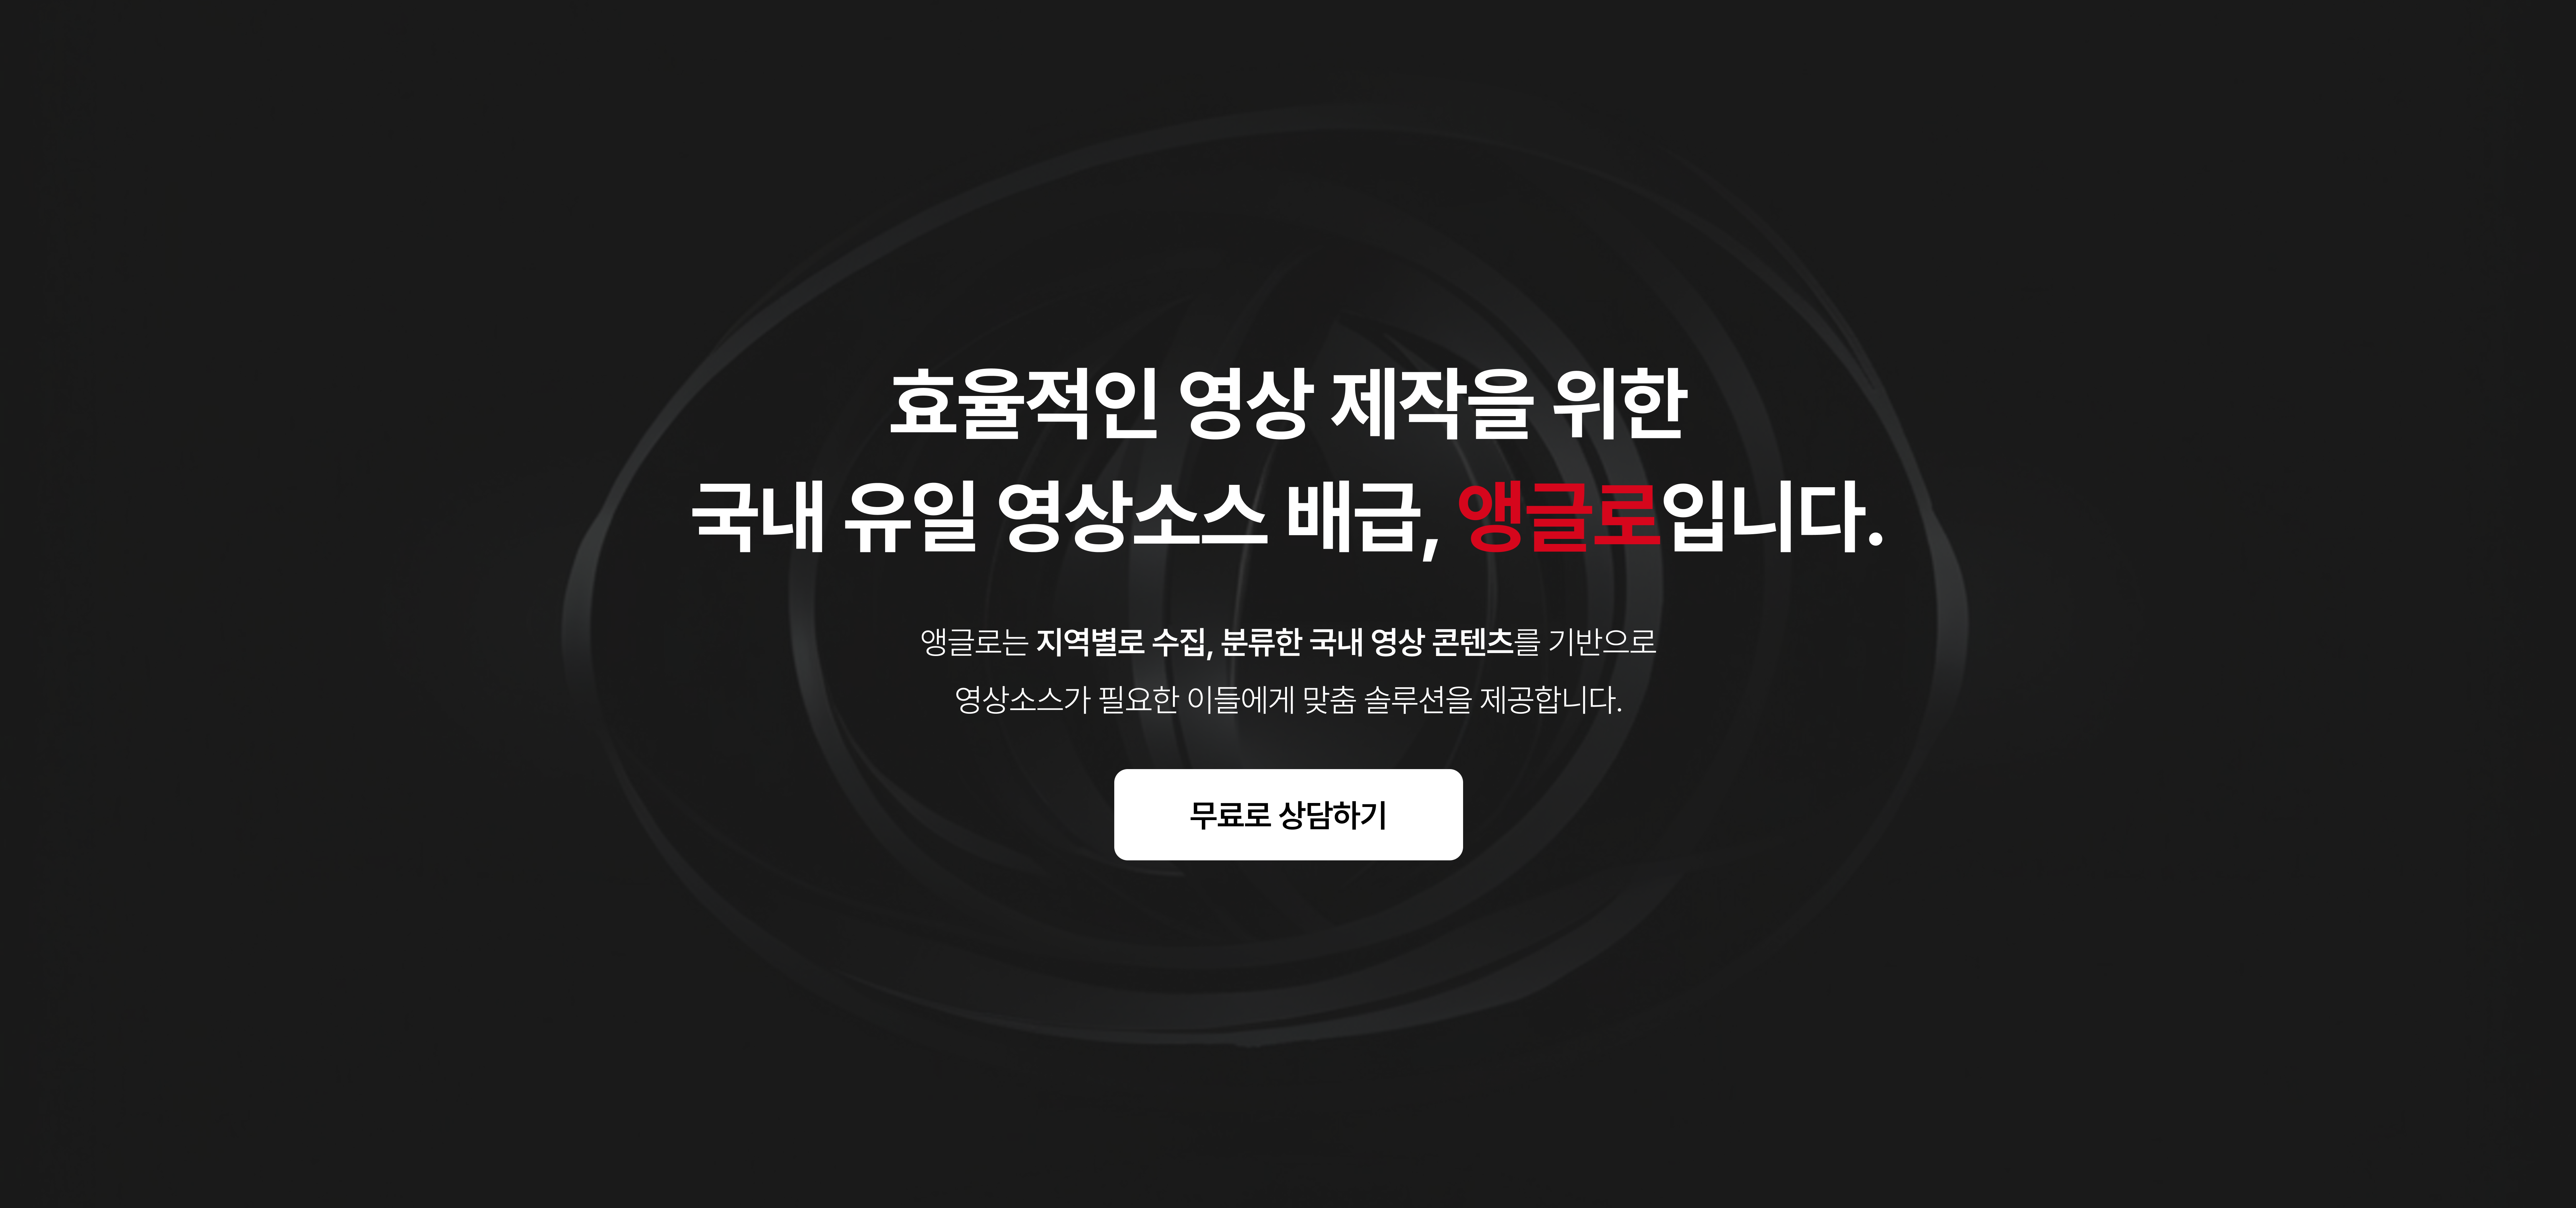 효율적인 영상 제작을 위한
국내 유일 영상소스 배급, 앵글로입니다.
앵글로는 지역별로 수집, 분류한 국내 영상 콘텐츠를 기반으로
영상소스가 필요한 이들에게 맞춤 솔루션을 제공합니다.
무료로 상담하기